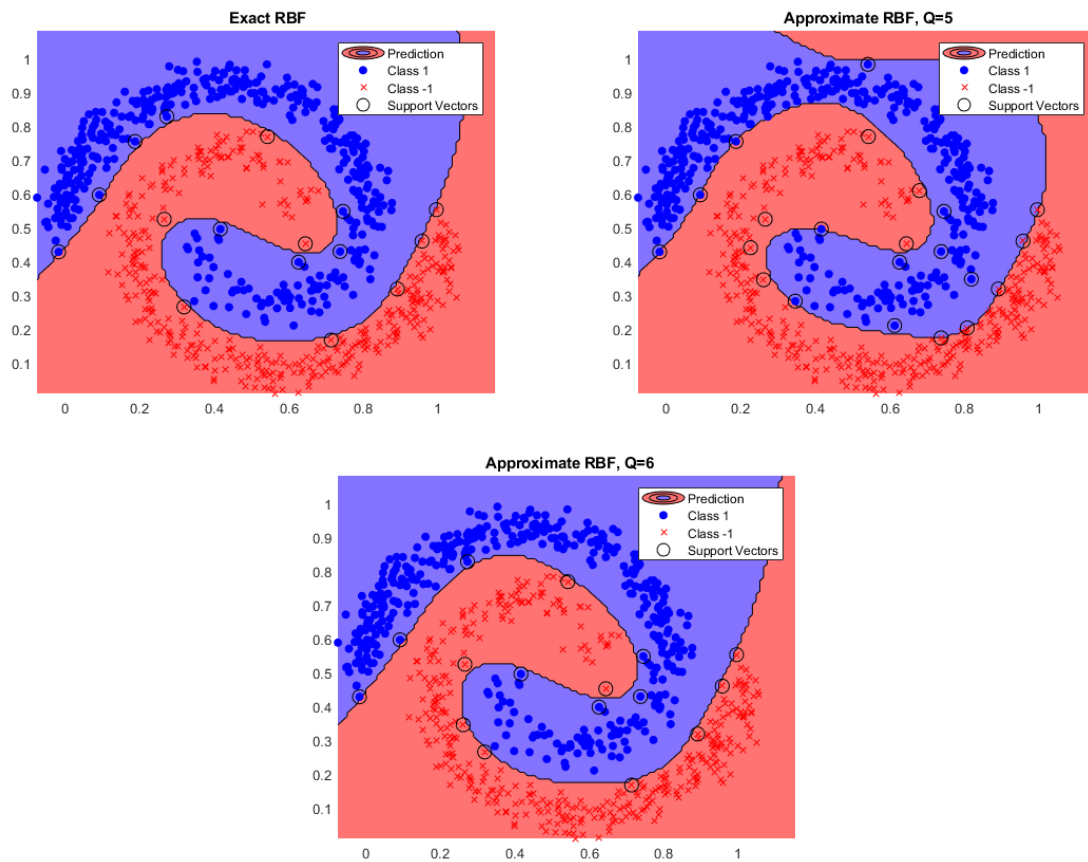 Exact RBF
Prediction
Class 1
Class -1
Support Vectors
1
0.9
0.8
0.7
0.6
0.5
0.4
0.3
0.2
0.1
0 0.2 0.4 0.6 0.8 1
Approximate RBF, Q=5
Prediction
Class 1
Class -1
Support Vectors
1
0.9
0.8
0.7
0.6
0.5
0.4
0.3
0.2
0.1
0 0.2 0.4 0.6 0.8 1
Approximate RBF, Q=6
Prediction
Class 1
Class -1
Support Vectors
1
0.9
0.8
0.7
0.6
0.5
0.4
0.3
0.2
0.1
0 0.2 0.4 0.6 0.8 1